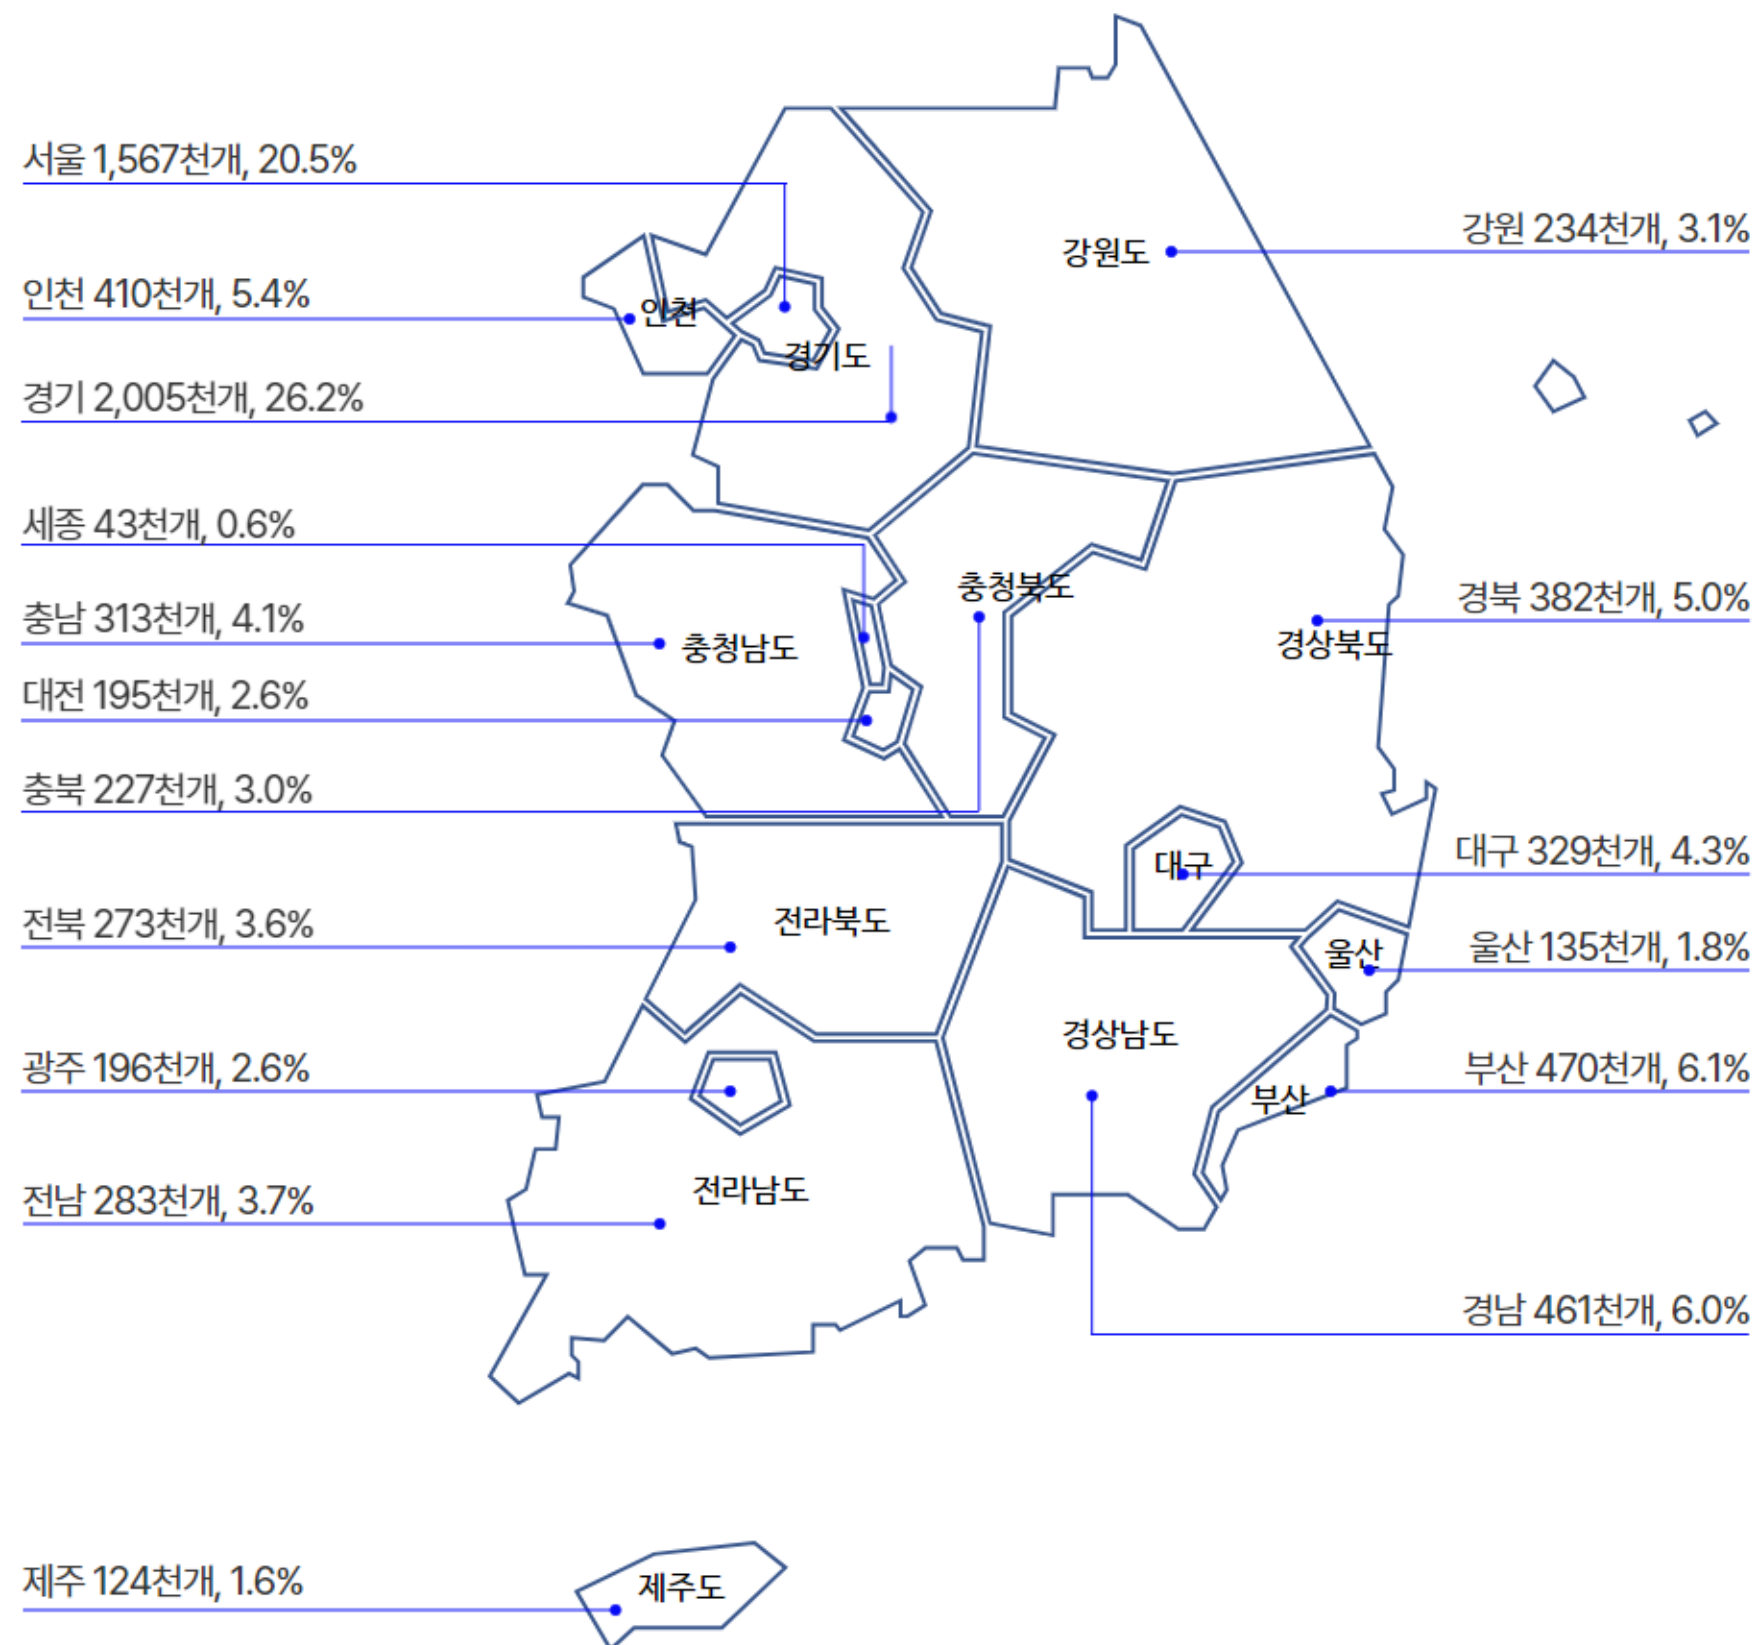 서울 1,567천개, 20.5%
강원 234천개, 3.1%
강원도
인천 410천개, 5.4%
인천
경기도
경기 2,005천개, 26.2%
세종 43천개, 0.6%
충청북도
경북 382천개, 5.0%
충남 313천개, 4.1%
충청남도
경상북도
대전 195천개, 2.6%
충북 227천개, 3.0%
대구 329천개, 4.3%
대구
전북 273천개, 3.6%
전라북도
울산 135천개, 1.8%
울산
경상남도
광주 196천개, 2.6%
부산 470천개, 6.1%
부산
전남 283천개, 3.7%
전라남도
경남 461천개, 6.0%
제주 124천개, 1.6%
제주도